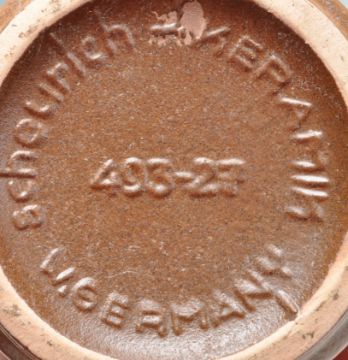 scheurich - KERAMIK
493-27
W.GERMANY